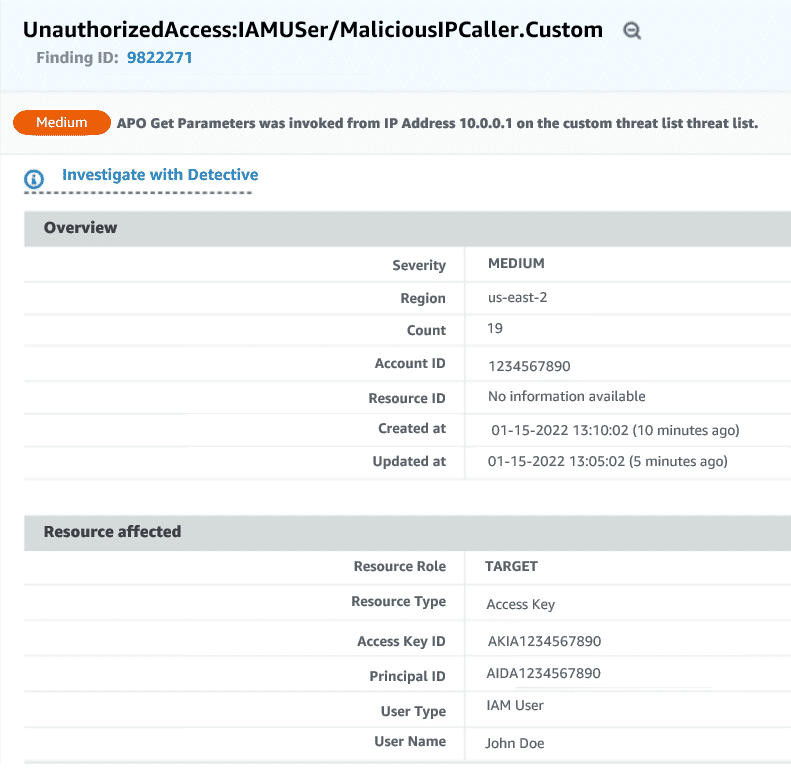 UnauthorizedAccess:IAMUSer/MaliciousIPCaller.Custom
Finding ID: 9822271
Medium APO Get Parameters was invoked from IP Address 10.0.0.1 on the custom threat list threat list.
Investigate with Detective
Overview
Severity MEDIUM
Region us-east-2
Count 19
Account ID 1234567890
Resource ID No information available
Created at 01-15-2022 13:10:02 (10 minutes ago)
Updated at 01-15-2022 13:05:02 (5 minutes ago)
Resource affected
Resource Role TARGET
Resource Type Access Key
Access Key ID AKIA1234567890
Principal ID AIDA1234567890
User Type IAM User
User Name John Doe